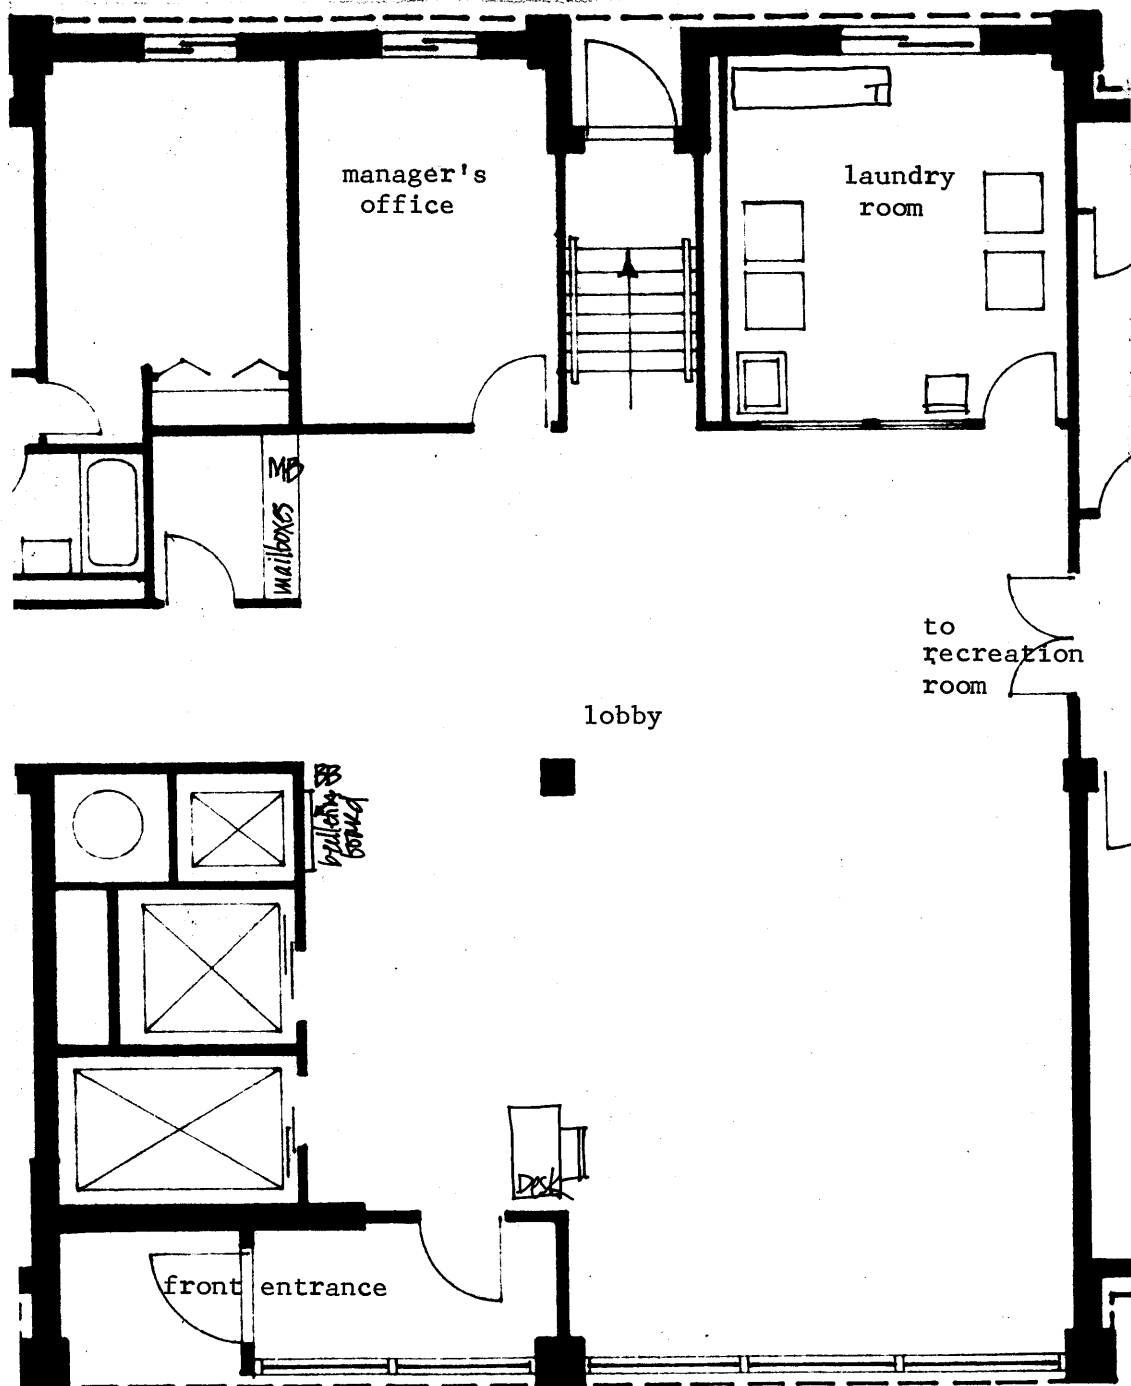 manager's
office
laundry
room
MB
mailboxes
to
recreation
room
lobby
BB
bulletin
board
Desk
front entrance